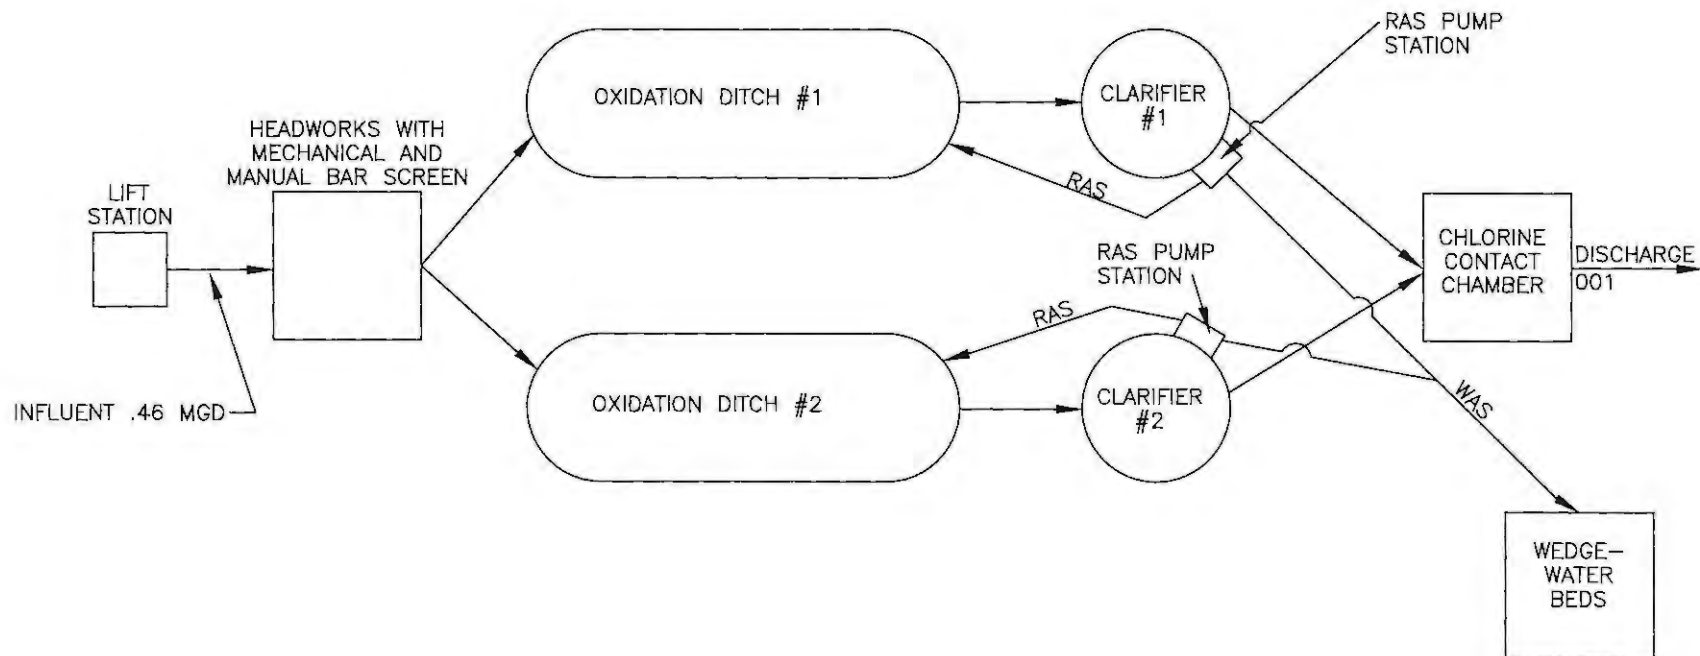 RAS PUMP
STATION
OXIDATION DITCH #1
CLARIFIER
#1
HEADWORKS WITH
MECHANICAL AND
MANUAL BAR SCREEN
RAS
LIFT
STATION
CHLORINE
CONTACT
CHAMBER
DISCHARGE
001
RAS PUMP
STATION
RAS
INFLUENT .46 MGD
OXIDATION DITCH #2
CLARIFIER
#2
WAS
WEDGE-
WATER
BEDS